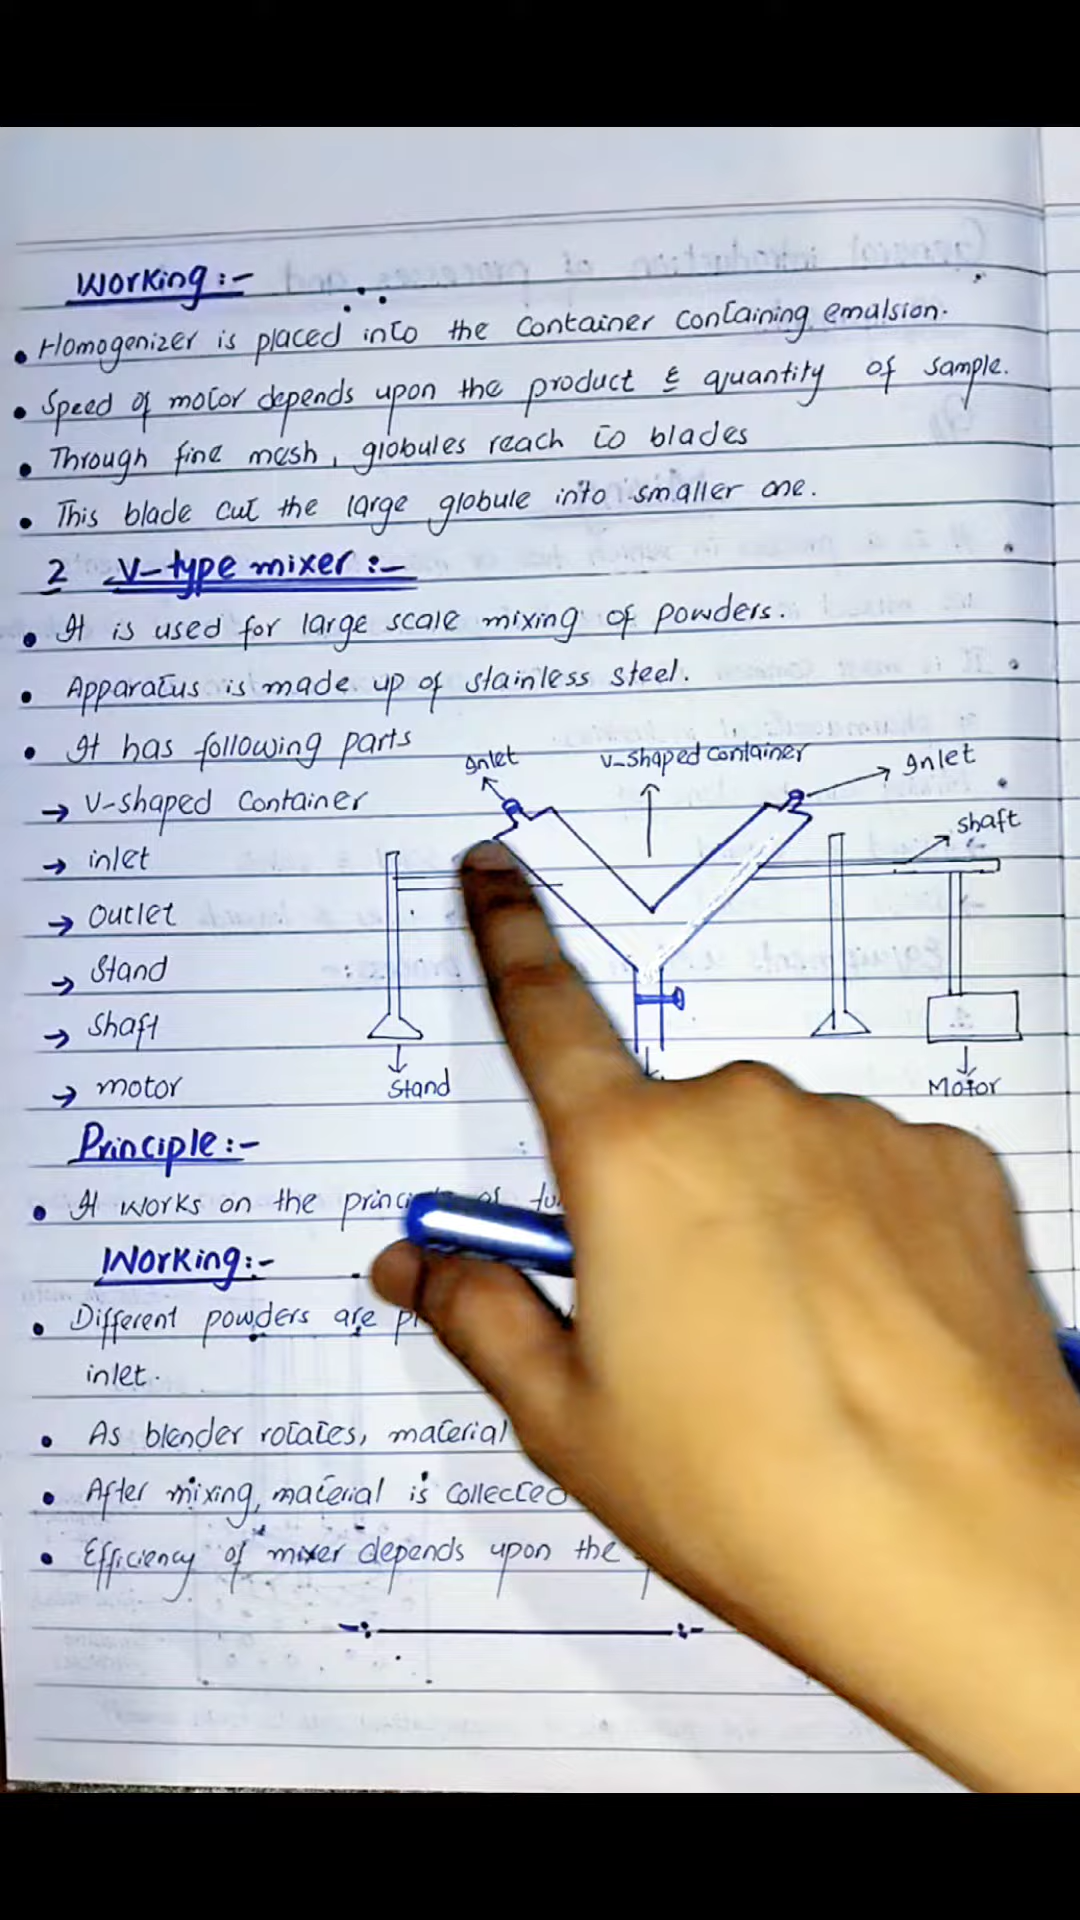 Working:-
• Homogenizer is placed into the container containing emulsion.
• Speed of motor depends upon the product & quantity of sample.
• Through fine mesh, globules reach to blades
• This blade cut the large globule into smaller one.
2 V-type mixer:-
• It is used for large scale mixing of powders.
• Apparatus is made up of stainless steel.
• It has following parts
→ V-shaped container
→ inlet
→ outlet
→ Stand
→ Shaft
→ motor
Inlet
V-shaped container
Inlet
Shaft
Stand
Motor
Principle:-
• It works on the principle of
Working:-
• Different powders are
inlet.
• As blender rotates, material
• After mixing, material is collected
• Efficiency of mixer depends upon the